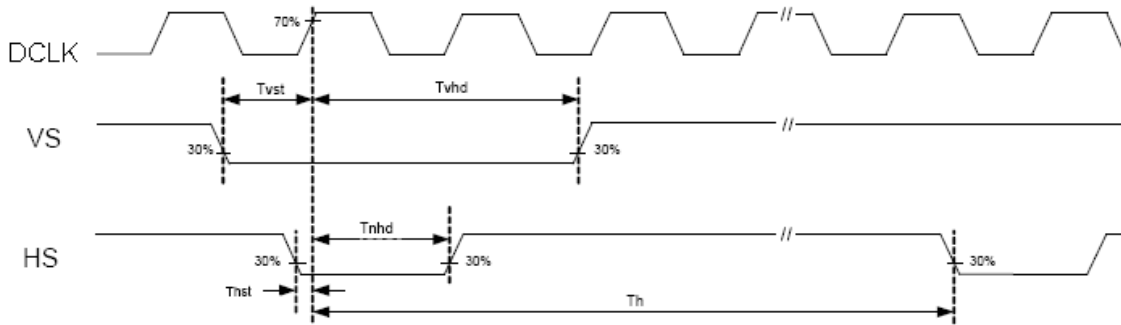 DCLK
70%
//
//
Tvst
Tvhd
VS
30%
30%
//
HS
Tnhd
30%
30%
//
30%
Thst
Th